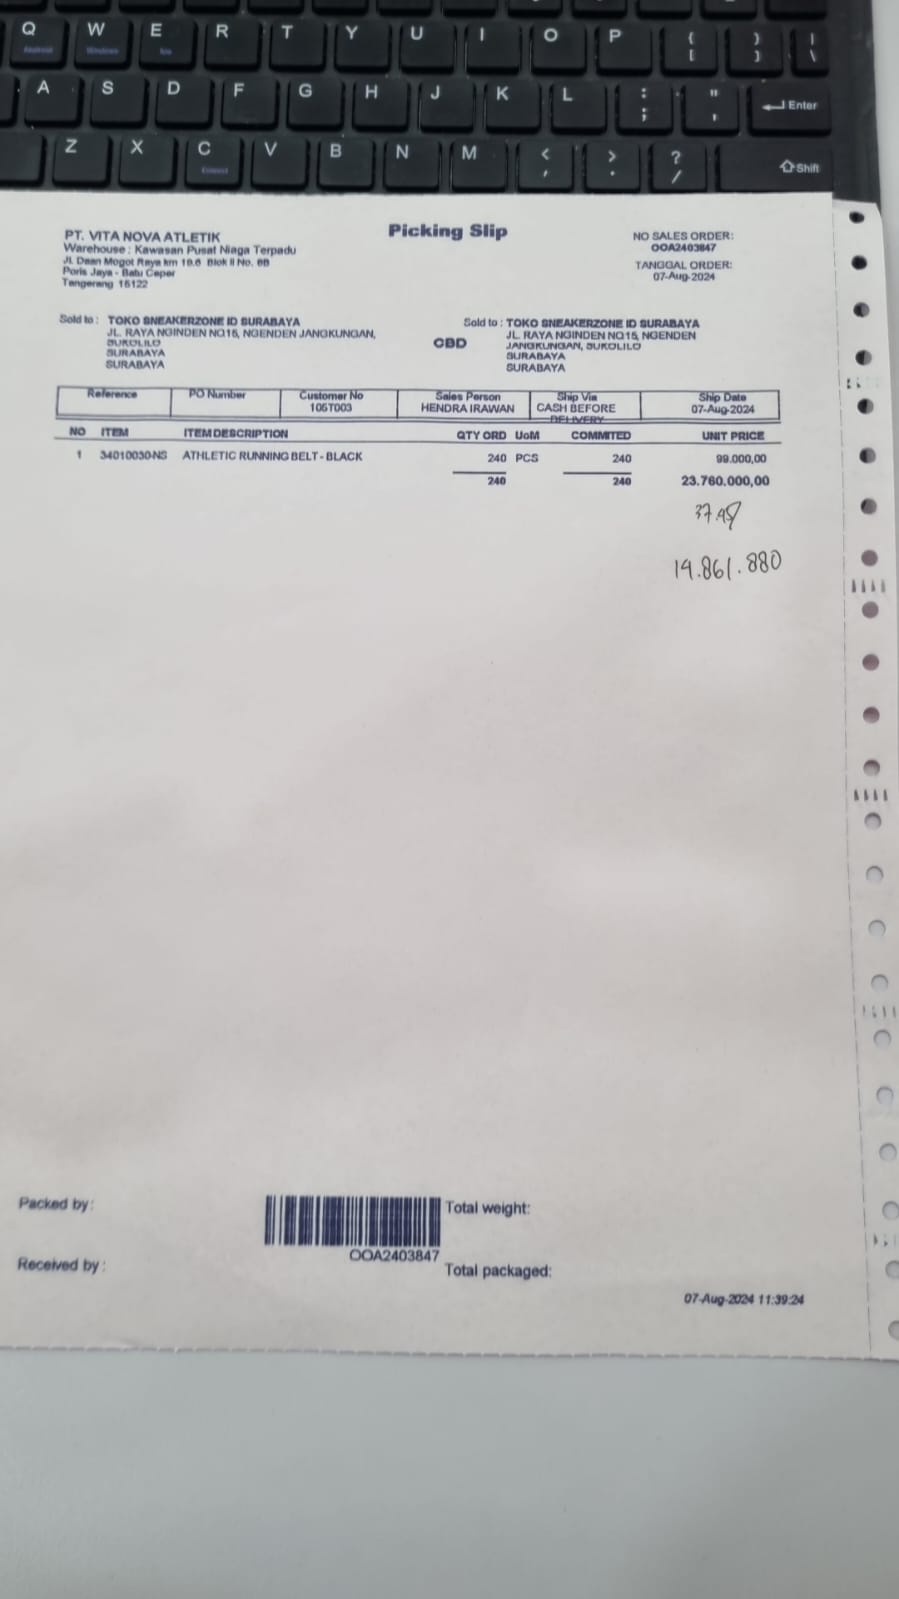 Q W E R T Y U I O P { [ } ] | \
A S D F G H J K L : ; " ' Enter
Z X C V B N M < , > . ? / Shift
Picking Slip
PT. VITA NOVA ATLETIK
Warehouse : Kawasan Pusat Niaga Terpadu
Jl. Daan Mogot Raya km 19.6 Blok II No. 6B
Poris Jaya - Batu Ceper
Tangerang 15122
NO SALES ORDER:
OOA2403847
TANGGAL ORDER:
07-Aug-2024
Sold to : TOKO SNEAKERZONE ID SURABAYA
JL. RAYA NGINDEN NO15, NGENDEN JANGKUNGAN,
SUKOLILO
SURABAYA
SURABAYA
CBD
Sold to : TOKO SNEAKERZONE ID SURABAYA
JL. RAYA NGINDEN NO15, NGENDEN
JANGKUNGAN, SUKOLILO
SURABAYA
SURABAYA
Reference PO Number Customer No Sales Person Ship Via Ship Date
105T003 HENDRA IRAWAN CASH BEFORE DELIVERY 07-Aug-2024
NO ITEM ITEM DESCRIPTION QTY ORD UoM COMMITED UNIT PRICE
1 34010030-NS ATHLETIC RUNNING BELT - BLACK 240 PCS 240 99.000,00
240 240 23.760.000,00
14.861.880
Packed by:
Total weight:
OOA2403847
Received by :
Total packaged:
07-Aug-2024 11:39:24